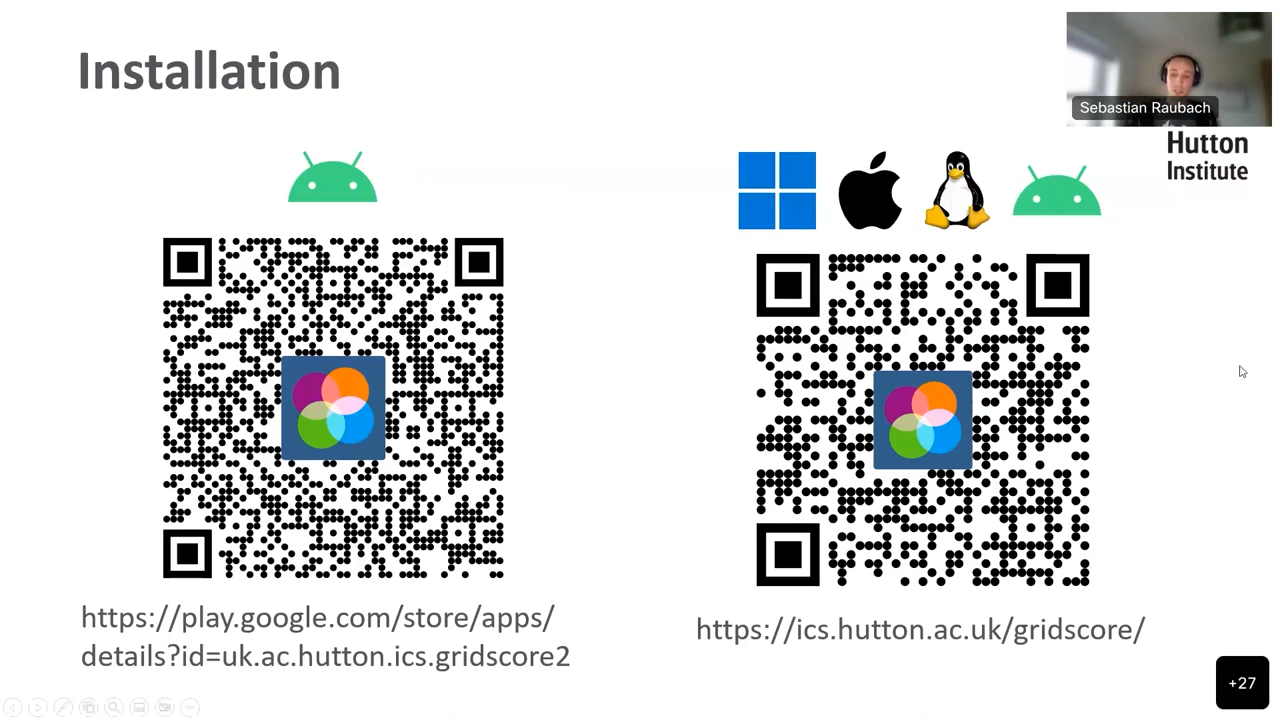 Installation
Sebastian Raubach
Hutton
Institute
https://play.google.com/store/apps/
details?id=uk.ac.hutton.ics.gridscore2
https://ics.hutton.ac.uk/gridscore/
+27